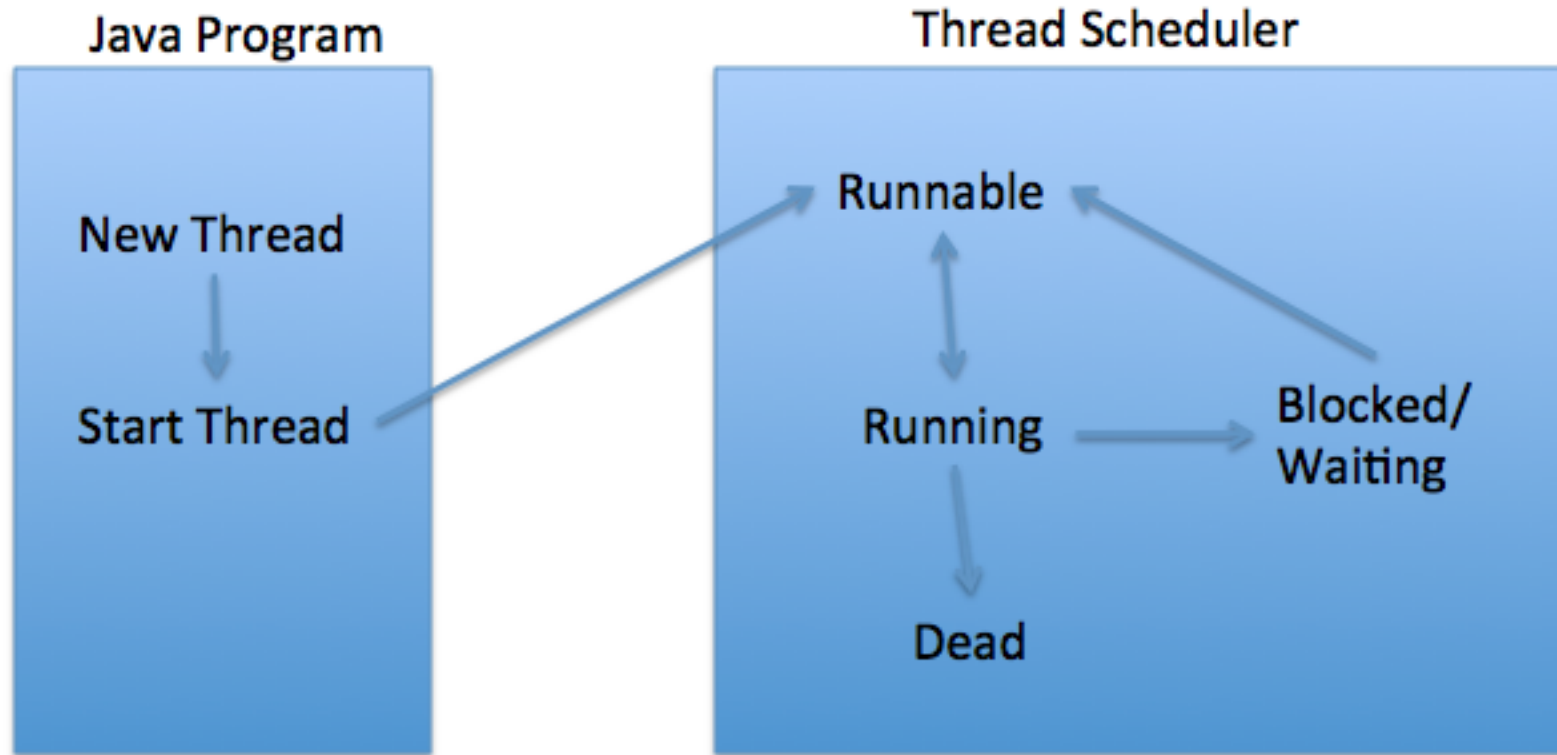 Java Program
Thread Scheduler
New Thread
Start Thread
Runnable
Running
Blocked/
Waiting
Dead